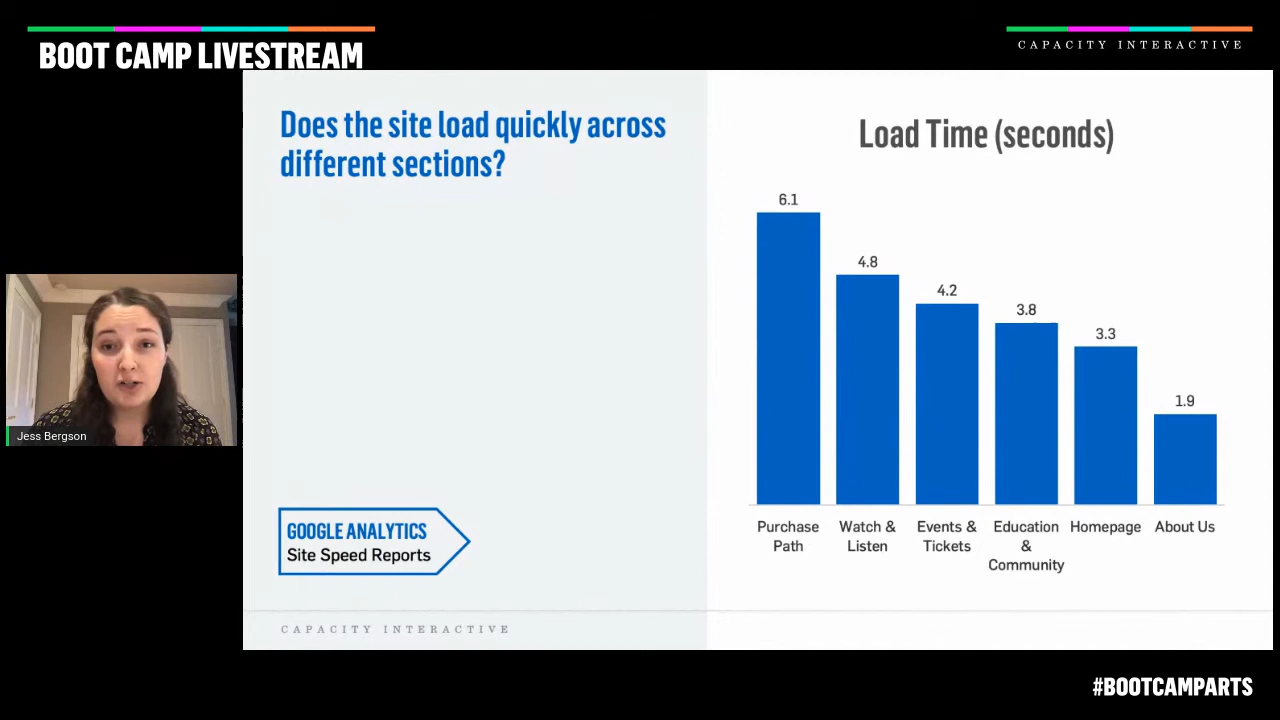 BOOT CAMP LIVESTREAM
CAPACITY INTERACTIVE
Does the site load quickly across
different sections?
Load Time (seconds)
6.1
4.8
4.2
3.8
3.3
1.9
Purchase
Path
Watch &
Listen
Events &
Tickets
Education
&
Community
Homepage
About Us
Jess Bergson
GOOGLE ANALYTICS
Site Speed Reports
CAPACITY INTERACTIVE
#BOOTCAMPARTS